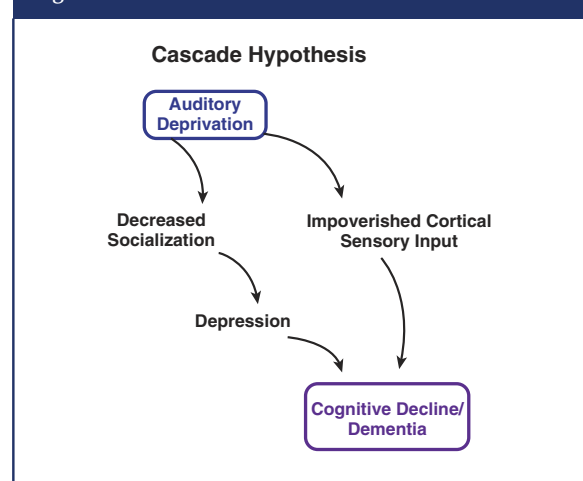 Cascade Hypothesis
Auditory
Deprivation
Decreased
Socialization
Impoverished Cortical
Sensory Input
Depression
Cognitive Decline/
Dementia